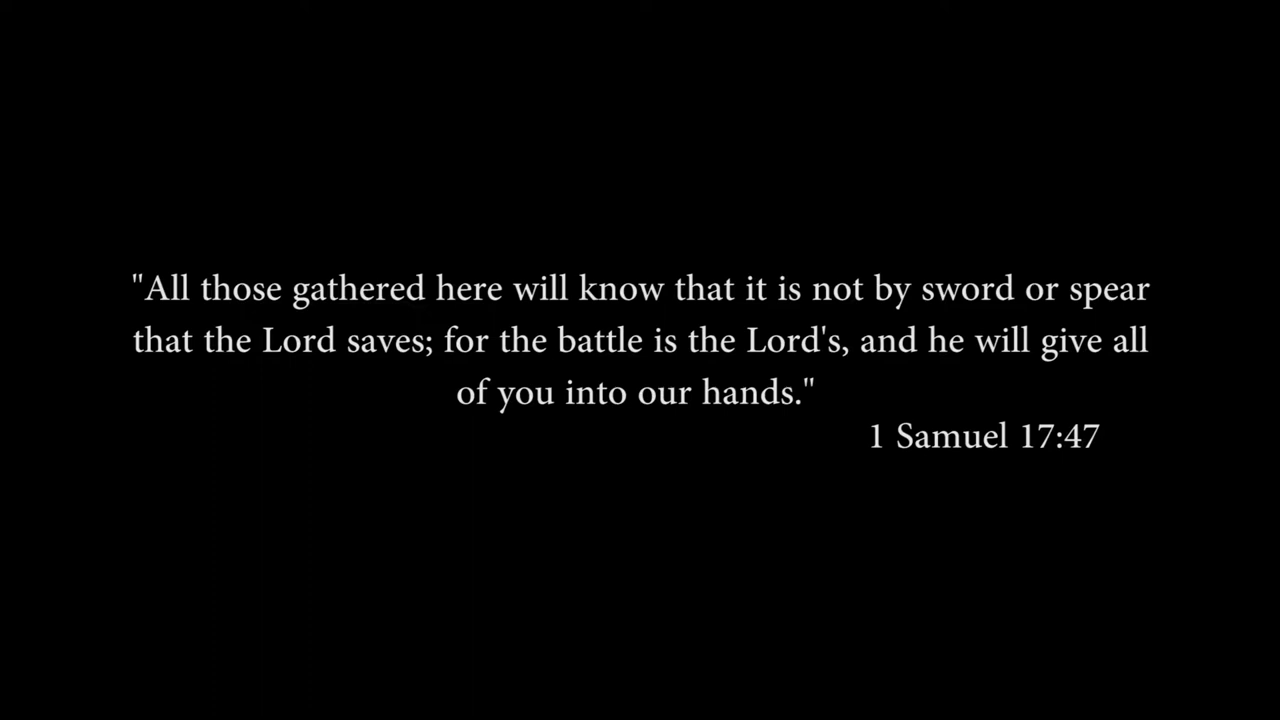 "All those gathered here will know that it is not by sword or spear
that the Lord saves; for the battle is the Lord's, and he will give all
of you into our hands."
1 Samuel 17:47